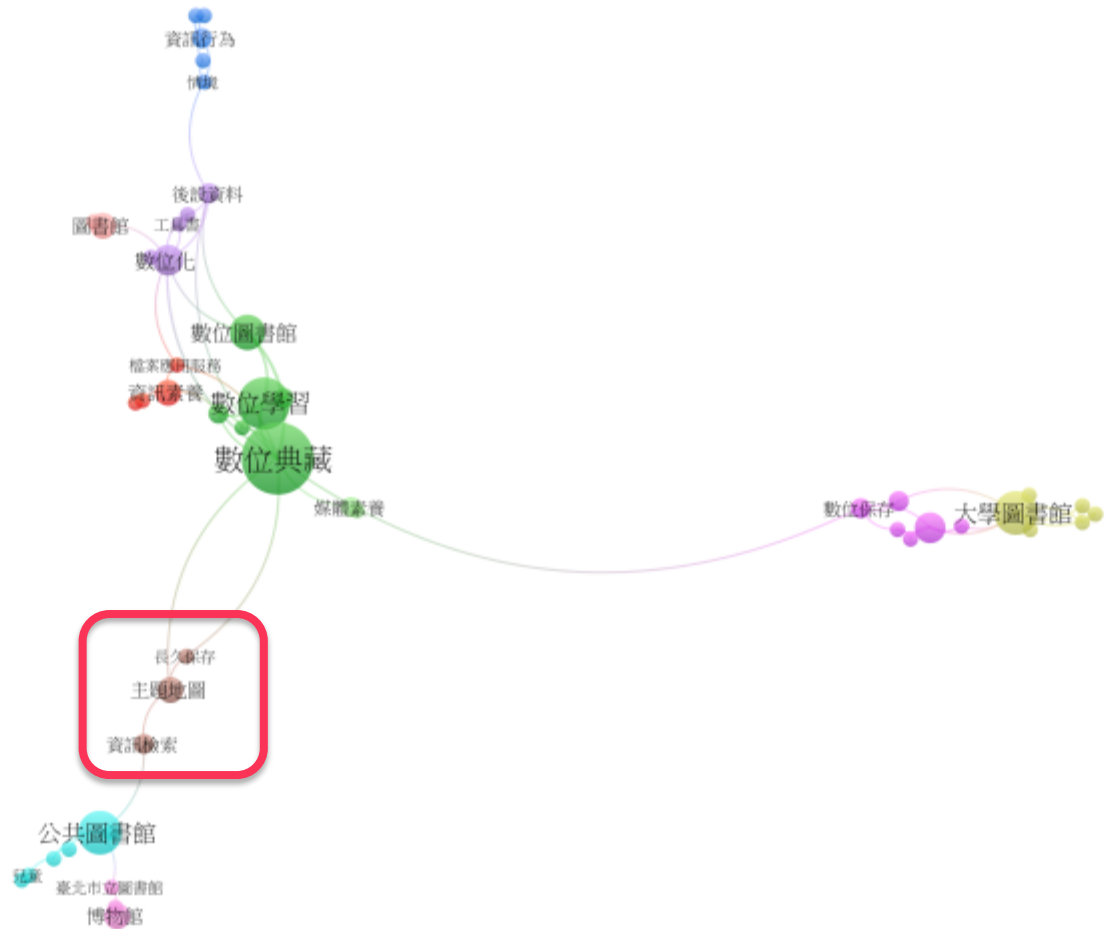 資訊行為
情境
後設資料
圖書館
工具書
數位化
數位圖書館
檔案應用服務
資訊素養
數位學習
數位典藏
媒體素養
數位保存
大學圖書館
長久保存
主題地圖
資訊檢索
公共圖書館
兒童
臺北市立圖書館
博物館